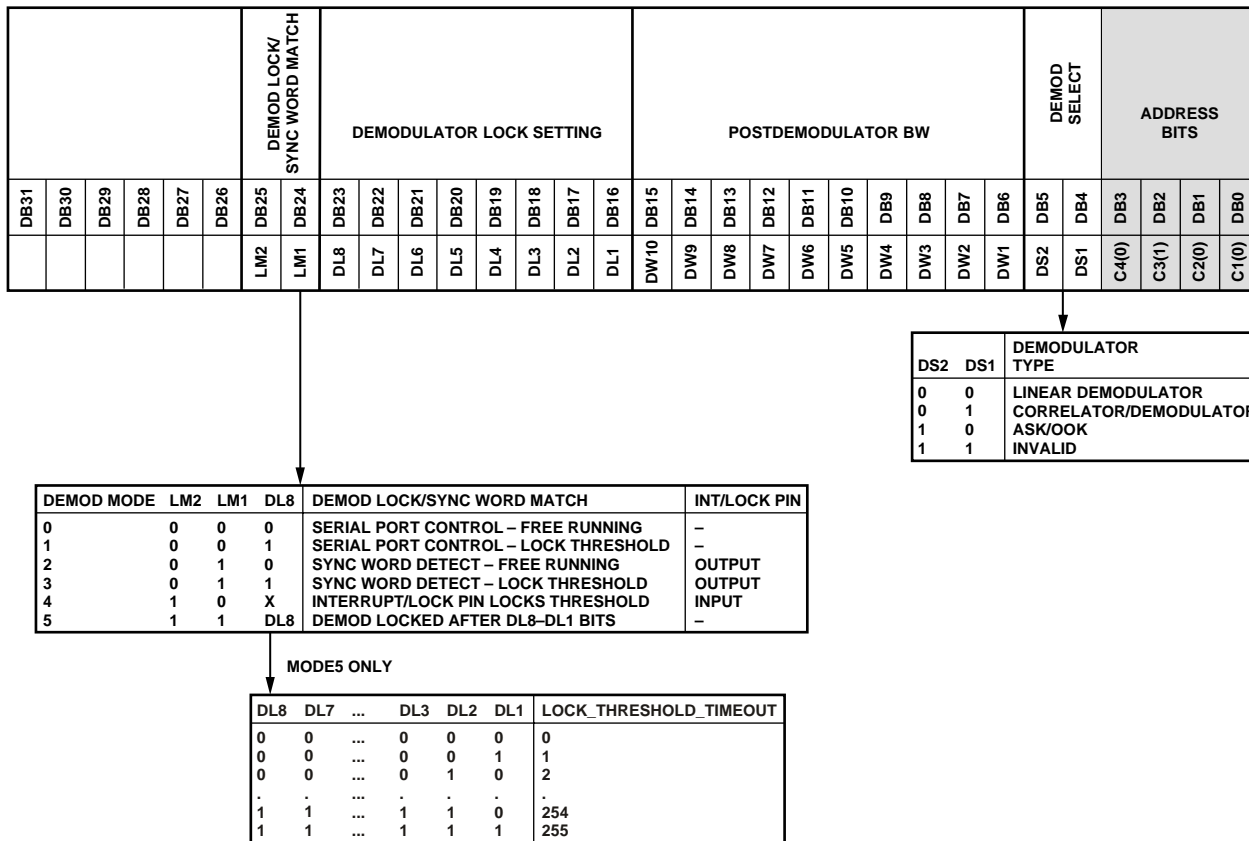 DEMOD LOCK/
SYNC WORD MATCH
DEMODULATOR LOCK SETTING
POSTDEMODULATOR BW
DEMOD
SELECT
ADDRESS
BITS
DB31 DB30 DB29 DB28 DB27 DB26 DB25 DB24 DB23 DB22 DB21 DB20 DB19 DB18 DB17 DB16 DB15 DB14 DB13 DB12 DB11 DB10 DB9 DB8 DB7 DB6 DB5 DB4 DB3 DB2 DB1 DB0
LM2 LM1 DL8 DL7 DL6 DL5 DL4 DL3 DL2 DL1 DW10 DW9 DW8 DW7 DW6 DW5 DW4 DW3 DW2 DW1 DS2 DS1 C4(0) C3(1) C2(0) C1(0)
DEMODULATOR
DS2 DS1 TYPE
0 0 LINEAR DEMODULATOR
0 1 CORRELATOR/DEMODULATOR
1 0 ASK/OOK
1 1 INVALID
DEMOD MODE LM2 LM1 DL8 DEMOD LOCK/SYNC WORD MATCH INT/LOCK PIN
0 0 0 0 SERIAL PORT CONTROL – FREE RUNNING –
1 0 0 1 SERIAL PORT CONTROL – LOCK THRESHOLD –
2 0 1 0 SYNC WORD DETECT – FREE RUNNING OUTPUT
3 0 1 1 SYNC WORD DETECT – LOCK THRESHOLD OUTPUT
4 1 0 X INTERRUPT/LOCK PIN LOCKS THRESHOLD INPUT
5 1 1 DL8 DEMOD LOCKED AFTER DL8–DL1 BITS –
MODE5 ONLY
DL8 DL7 ... DL3 DL2 DL1 LOCK_THRESHOLD_TIMEOUT
0 0 ... 0 0 0 0
0 0 ... 0 0 1 1
0 0 ... 0 1 0 2
. . ... . . . .
1 1 ... 1 1 0 254
1 1 ... 1 1 1 255